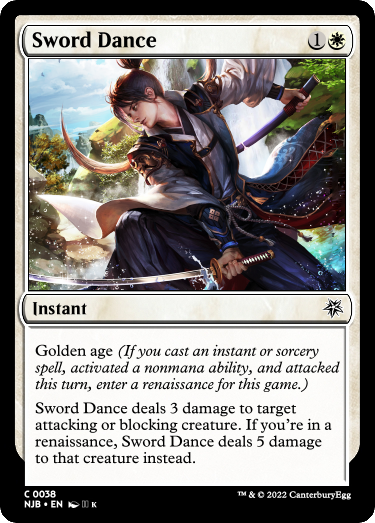 Sword Dance 1
Instant
Golden age (If you cast an instant or sorcery
spell, activated a nonmana ability, and attacked
this turn, enter a renaissance for this game.)
Sword Dance deals 3 damage to target
attacking or blocking creature. If you're in a
renaissance, Sword Dance deals 5 damage
to that creature instead.
C 0038
NJB • EN K
™ & © 2022 CanterburyEgg